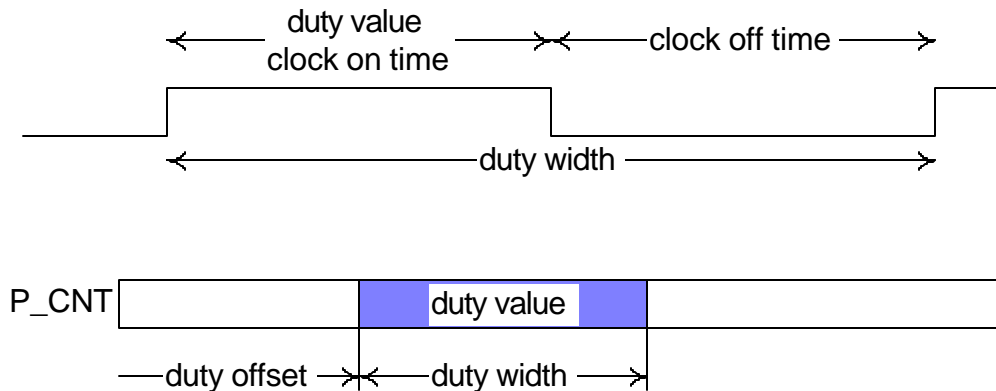 duty value
clock on time
clock off time
duty width
P_CNT
duty value
duty offset
duty width